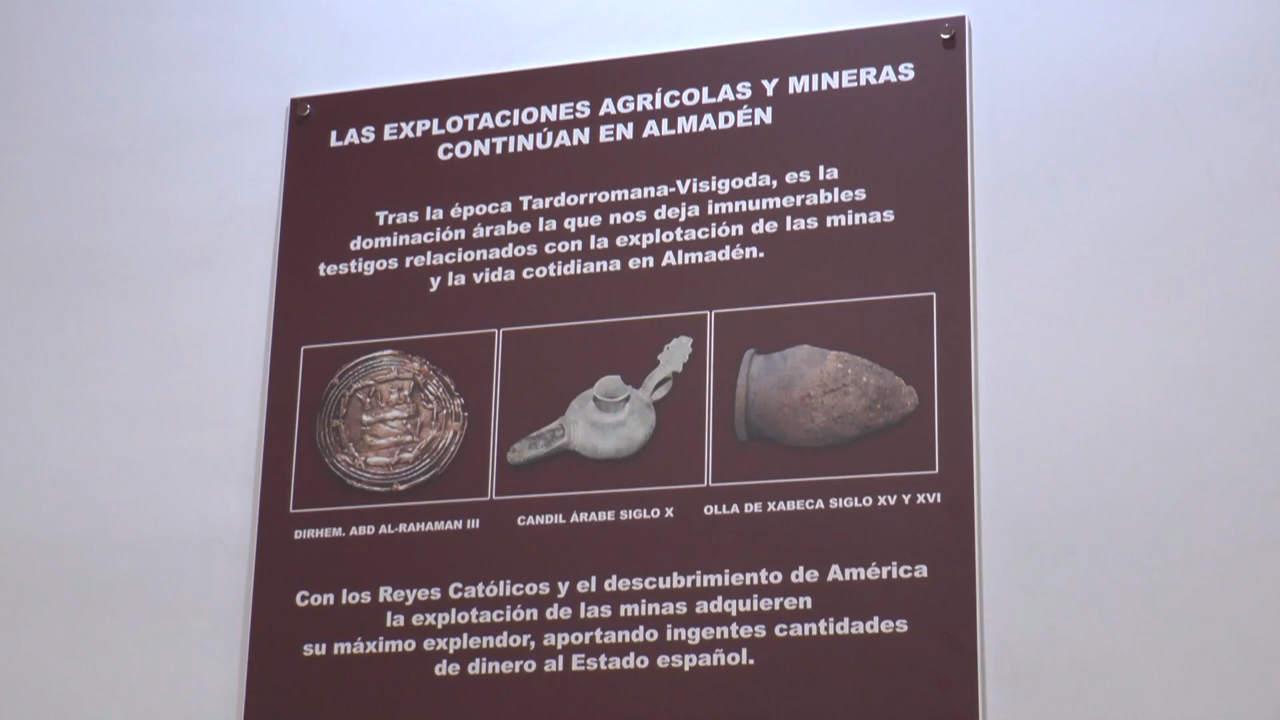 LAS EXPLOTACIONES AGRÍCOLAS Y MINERAS
CONTINÚAN EN ALMADÉN
Tras la época Tardorromana-Visigoda, es la
dominación árabe la que nos deja imnumerables
testigos relacionados con la explotación de las minas
y la vida cotidiana en Almadén.
DIRHEM. ABD AL-RAHAMAN III
CANDIL ÁRABE SIGLO X
OLLA DE XABECA SIGLO XV Y XVI
Con los Reyes Católicos y el descubrimiento de América
la explotación de las minas adquieren
su máximo explendor, aportando ingentes cantidades
de dinero al Estado español.